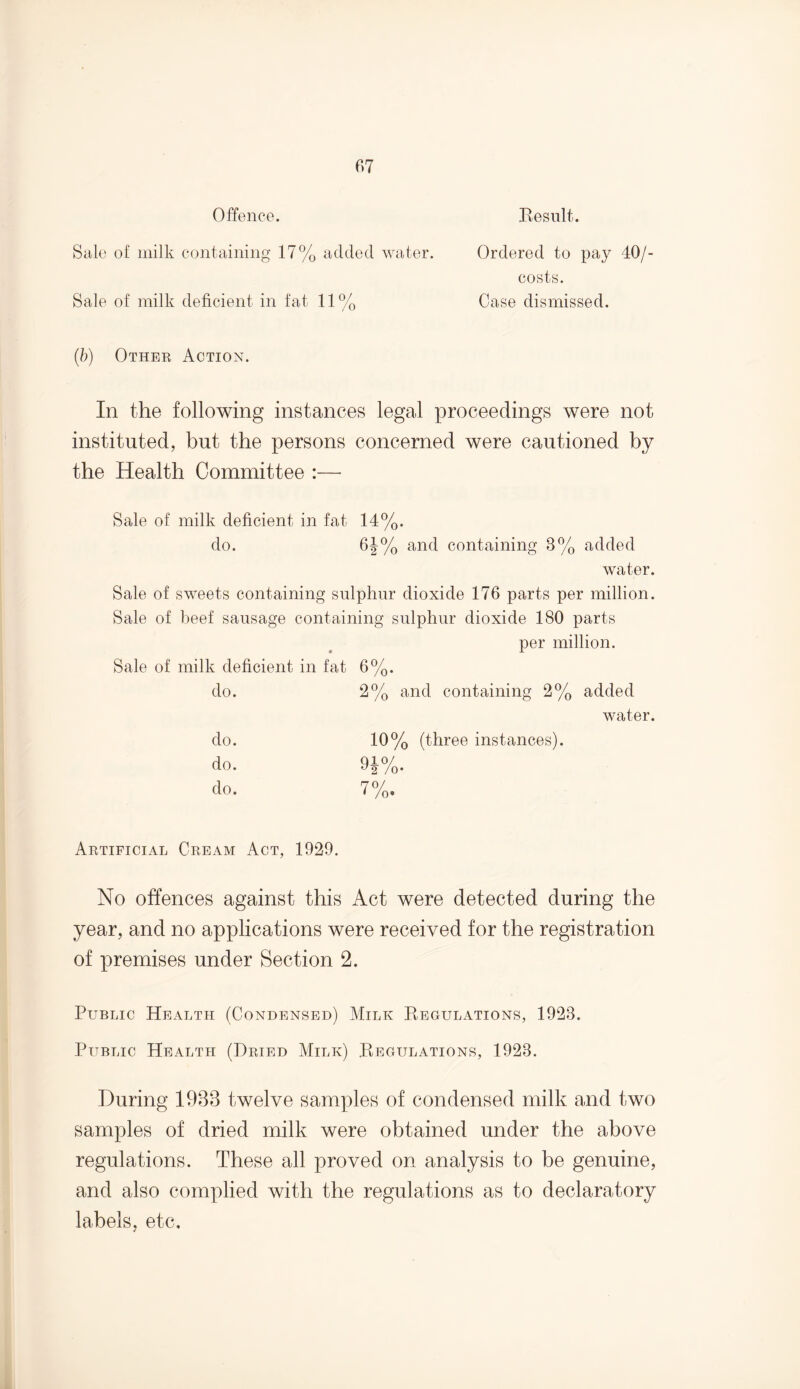 67
Offence. Result.
Sale of milk containing 17% added water. Ordered to pay 40/-
costs.
Sale of milk deficient in fat 11% Case dismissed.
(b) Other Action.
In the following instances legal proceedings were not
instituted, but the persons concerned were cautioned by
the Health Committee :—
Sale of milk deficient in fat 14%.
do. 6½% and containing 3% added
water.
Sale of sweets containing sulphur dioxide 176 parts per million.
Sale of beef sausage containing sulphur dioxide 180 parts
per million.
Sale of milk deficient in fat 6%.
do. 2% and containing 2% added
water.
do. 10% (three instances).
do. 9½%.
do. 7%.
Artificial Cream Act, 1929.
No offences against this Act were detected during the
year, and no applications were received for the registration
of premises under Section 2.
Public Health (Condensed) Milk Regulations, 1923.
Public Health (Dried Milk) Regulations, 1923.
During 1933 twelve samples of condensed milk and two
samples of dried milk were obtained under the above
regulations. These all proved on analysis to be genuine,
and also complied with the regulations as to declaratory
labels, etc.